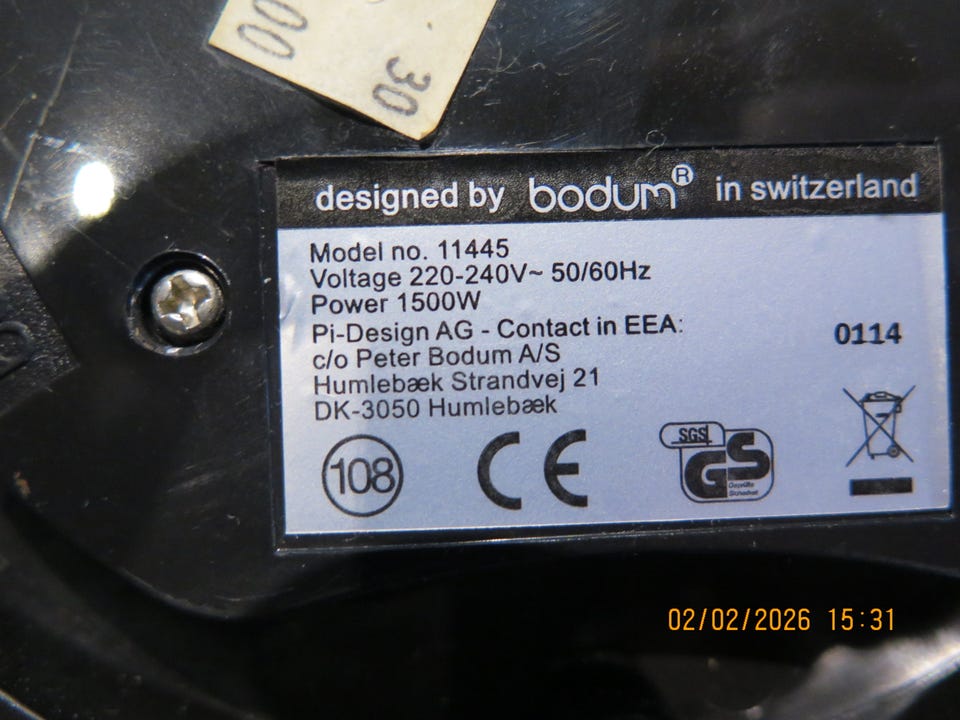 00
30
designed by bodum® in switzerland
Model no. 11445
Voltage 220-240V~ 50/60Hz
Power 1500W
Pi-Design AG - Contact in EEA:
c/o Peter Bodum A/S
Humlebæk Strandvej 21
DK-3050 Humlebæk
0114
108
CE
SGS
GS
Geprüfte
Sicherheit
02/02/2026 15:31